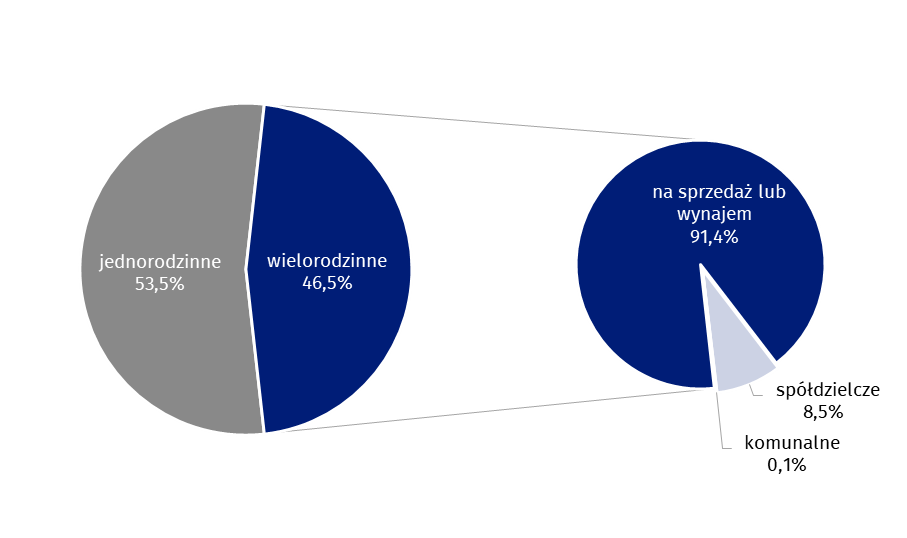 jednorodzinne
53,5%
wielorodzinne
46,5%
na sprzedaż lub
wynajem
91,4%
spółdzielcze
8,5%
komunalne
0,1%